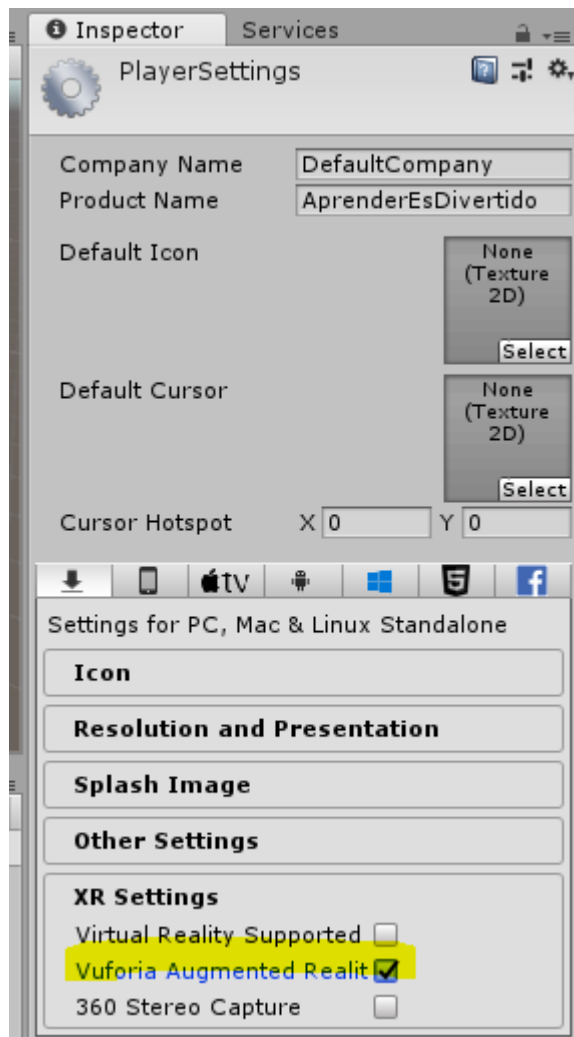 Inspector Services
PlayerSettings
Company Name DefaultCompany
Product Name AprenderEsDivertido
Default Icon None
(Texture
2D)
Select
Default Cursor None
(Texture
2D)
Select
Cursor Hotspot X 0 Y 0
tv
Settings for PC, Mac & Linux Standalone
Icon
Resolution and Presentation
Splash Image
Other Settings
XR Settings
Virtual Reality Supported
Vuforia Augmented Realit
360 Stereo Capture